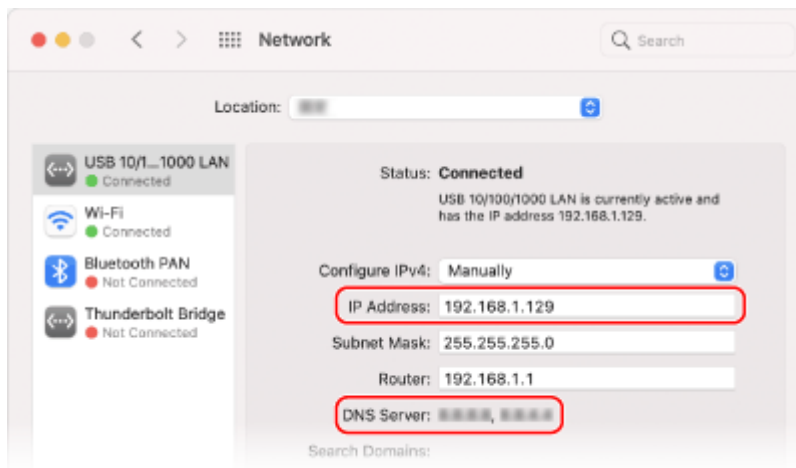 Network
Search
Location:
USB 10/1...1000 LAN
Connected
Wi-Fi
Connected
Bluetooth PAN
Not Connected
Thunderbolt Bridge
Not Connected
Status: Connected
USB 10/100/1000 LAN is currently active and
has the IP address 192.168.1.129.
Configure IPv4: Manually
IP Address: 192.168.1.129
Subnet Mask: 255.255.255.0
Router: 192.168.1.1
DNS Server:
Search Domains: